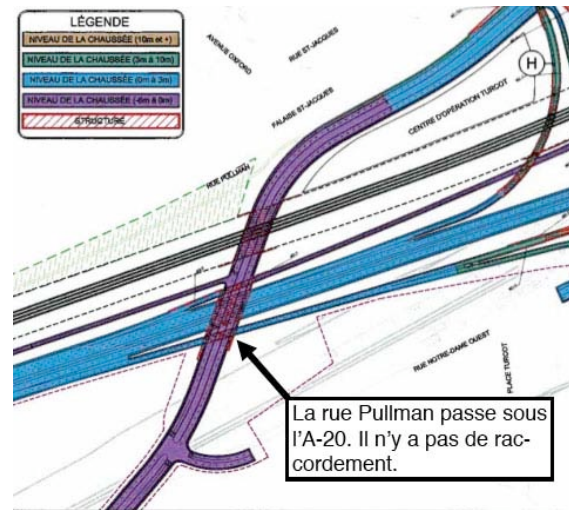 LÉGENDE
NIVEAU DE LA CHAUSSÉE (10m et +)
NIVEAU DE LA CHAUSSÉE (3m à 10m)
NIVEAU DE LA CHAUSSÉE (0m à 3m)
NIVEAU DE LA CHAUSSÉE (-6m à 0m)
STRUCTURE
AVENUE OXFORD
RUE ST-JACQUES
FALAISE ST-JACQUES
CENTRE D'OPÉRATION TURCOT
H
RUE PULLMAN
RUE NOTRE-DAME OUEST
PLACE TURCOT
La rue Pullman passe sous
l'A-20. Il n'y a pas de rac-
cordement.